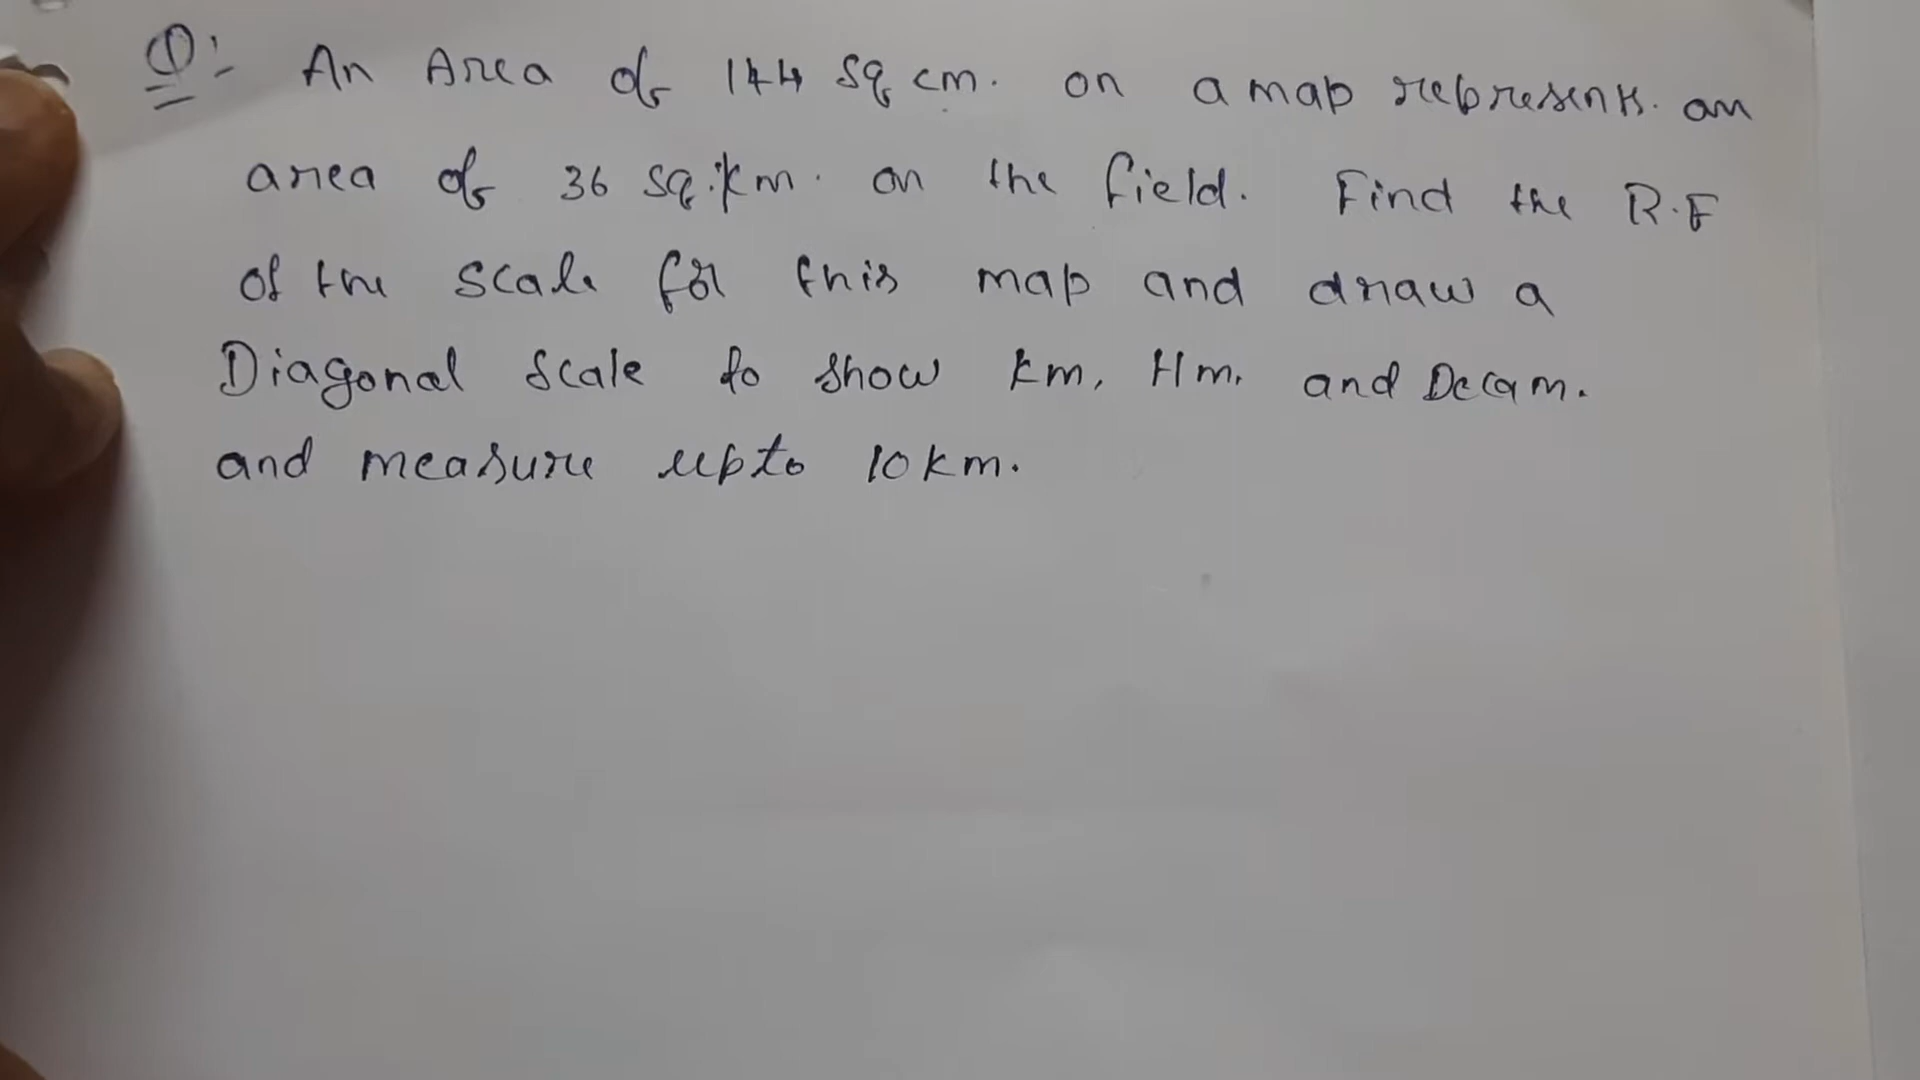 Q:- An Area of 144 sq cm. on a map represents. an
area of 36 sq.km. on the field. Find the R.F
of the scale for this map and draw a
Diagonal Scale to show km, Hm. and Decam.
and measure upto 10 km.